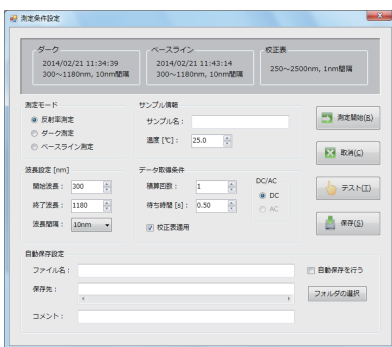 測定条件設定
ダーク
2014/02/21 11:34:39
300～1180nm, 10nm間隔
ベースライン
2014/02/21 11:43:14
300～1180nm, 10nm間隔
校正表
250～2500nm, 1nm間隔
測定モード
反射率測定
ダーク測定
ベースライン測定
サンプル情報
サンプル名：
温度 [℃]： 25.0
測定開始(B)
取消(C)
テスト(T)
保存(S)
波長設定 [nm]
開始波長： 300
終了波長： 1180
波長間隔： 10nm
データ取得条件
積算回数： 1
待ち時間 [s]： 0.50
校正表適用
DC/AC
DC
AC
自動保存設定
ファイル名：
自動保存を行う
保存先：
フォルダの選択
コメント：